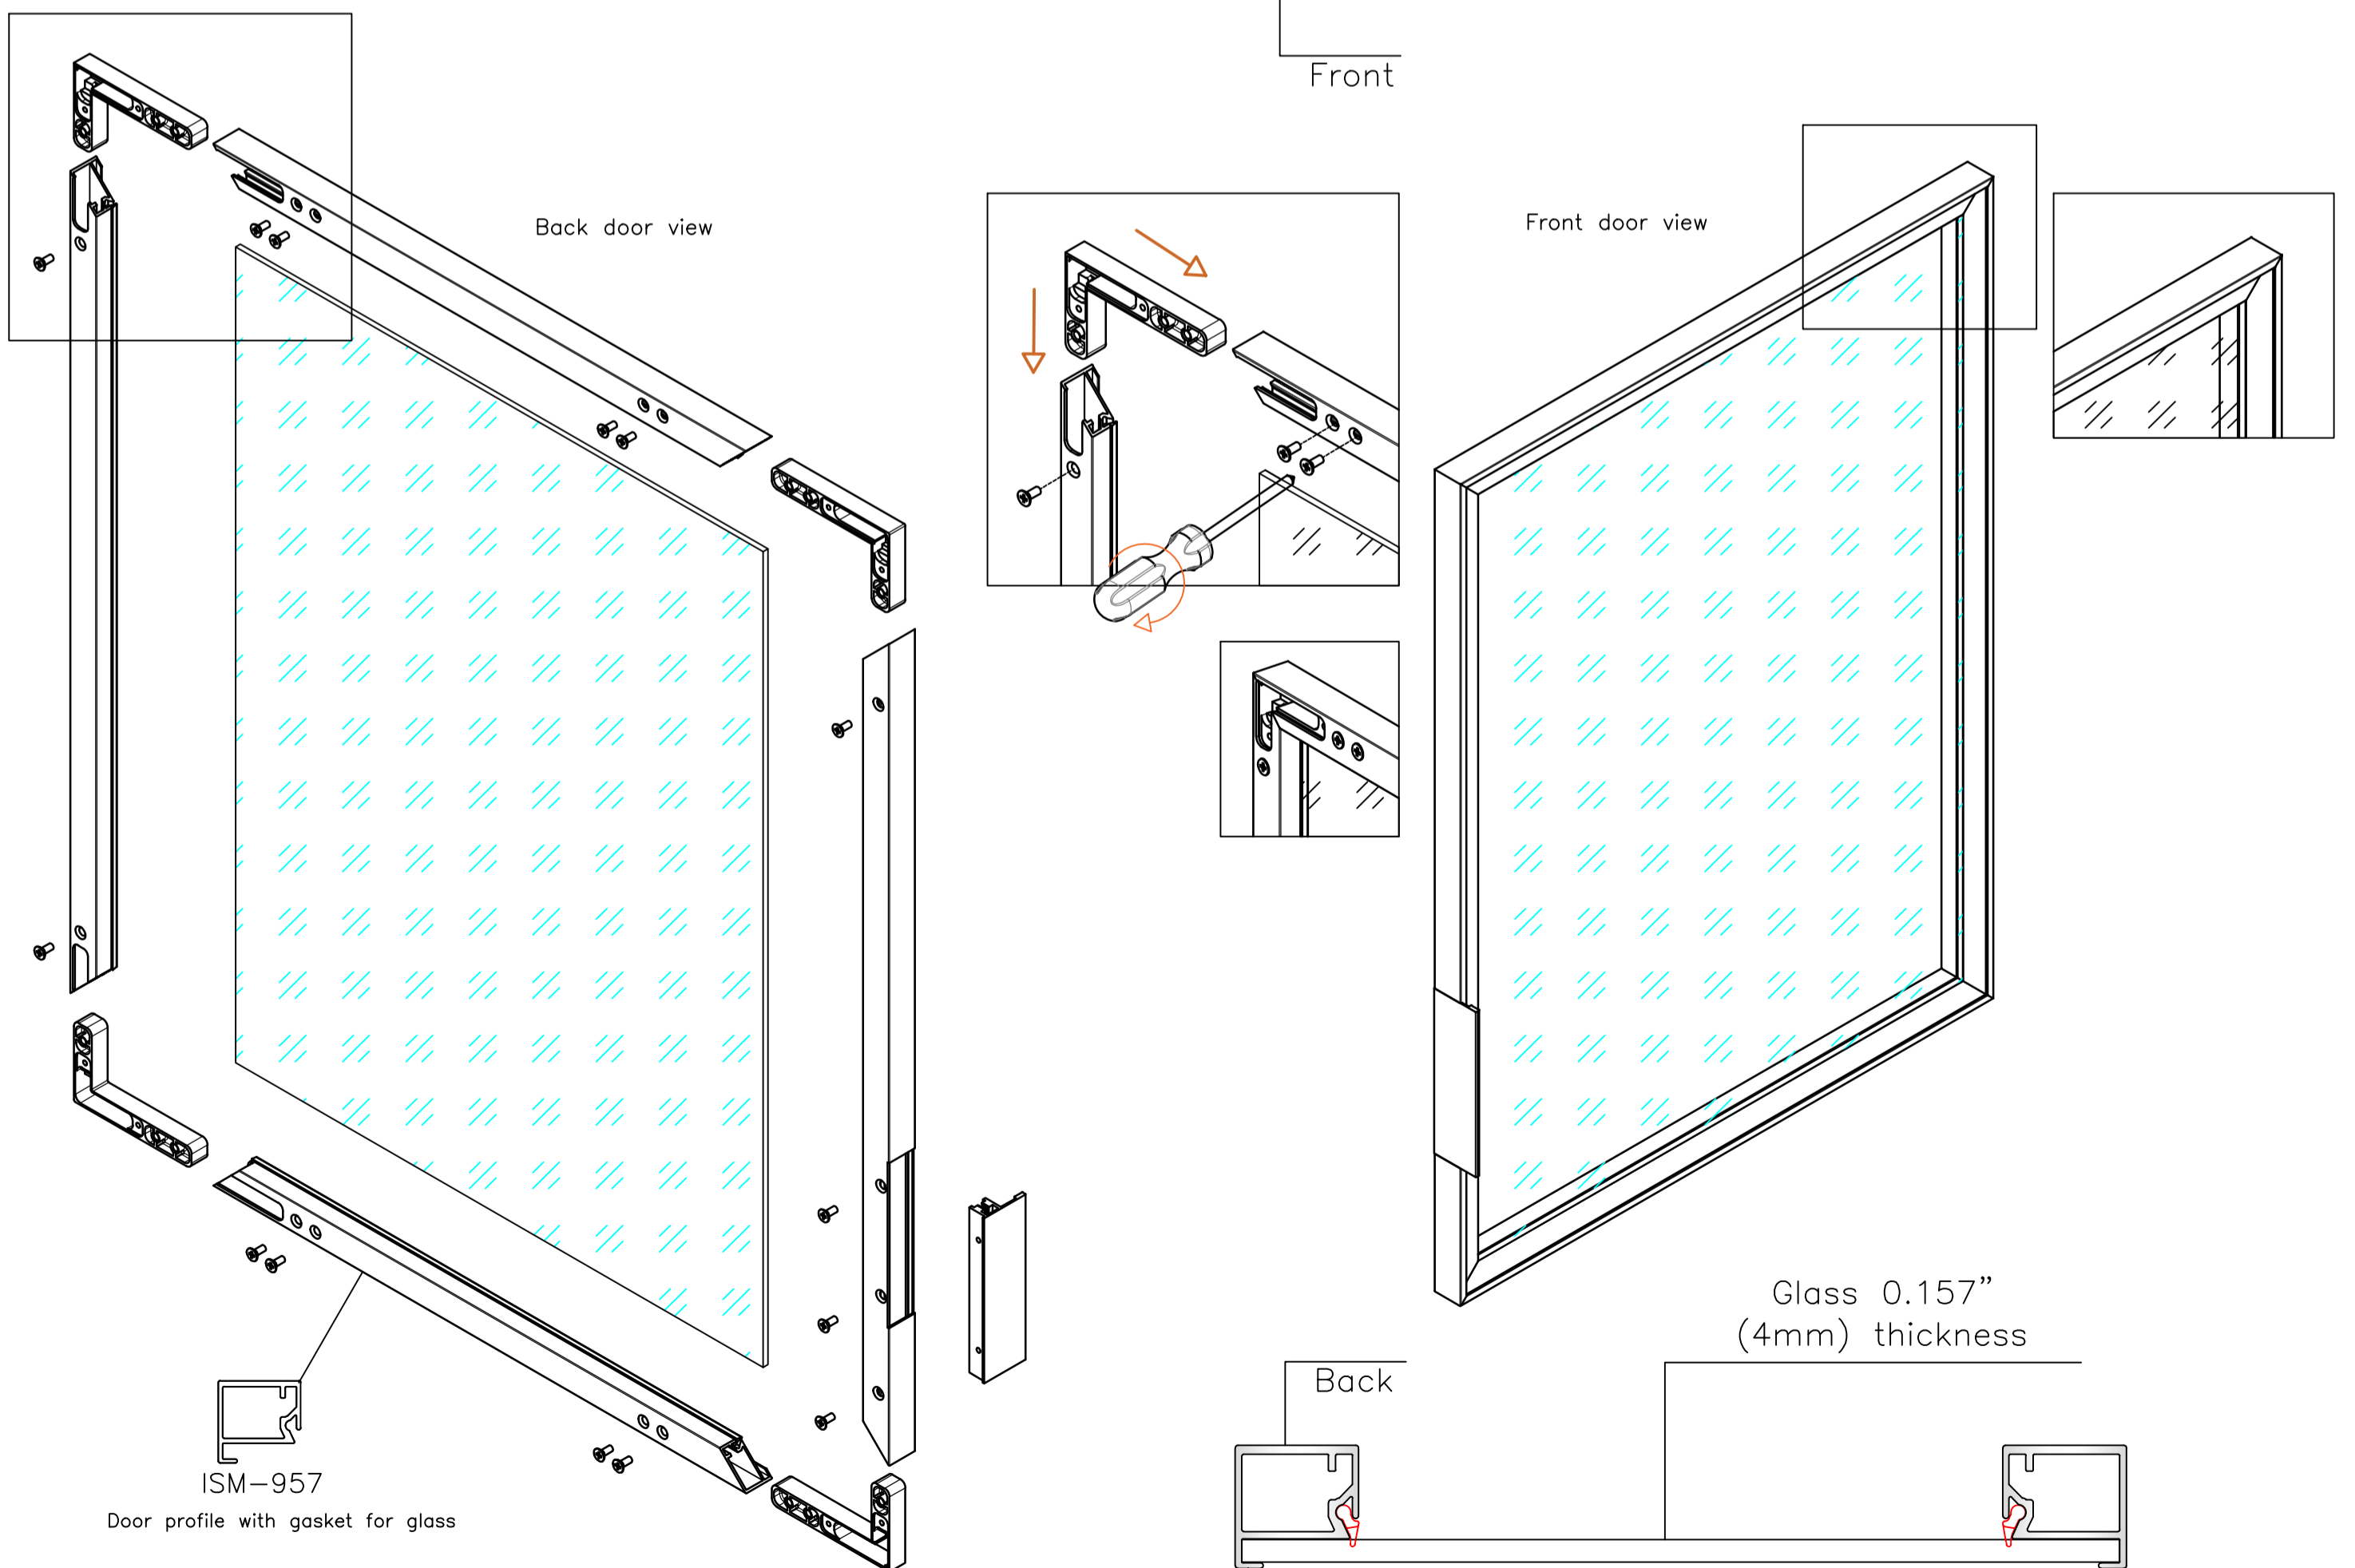 Front
Back door view
Front door view
Glass 0.157”
(4mm) thickness
Back
ISM-957
Door profile with gasket for glass